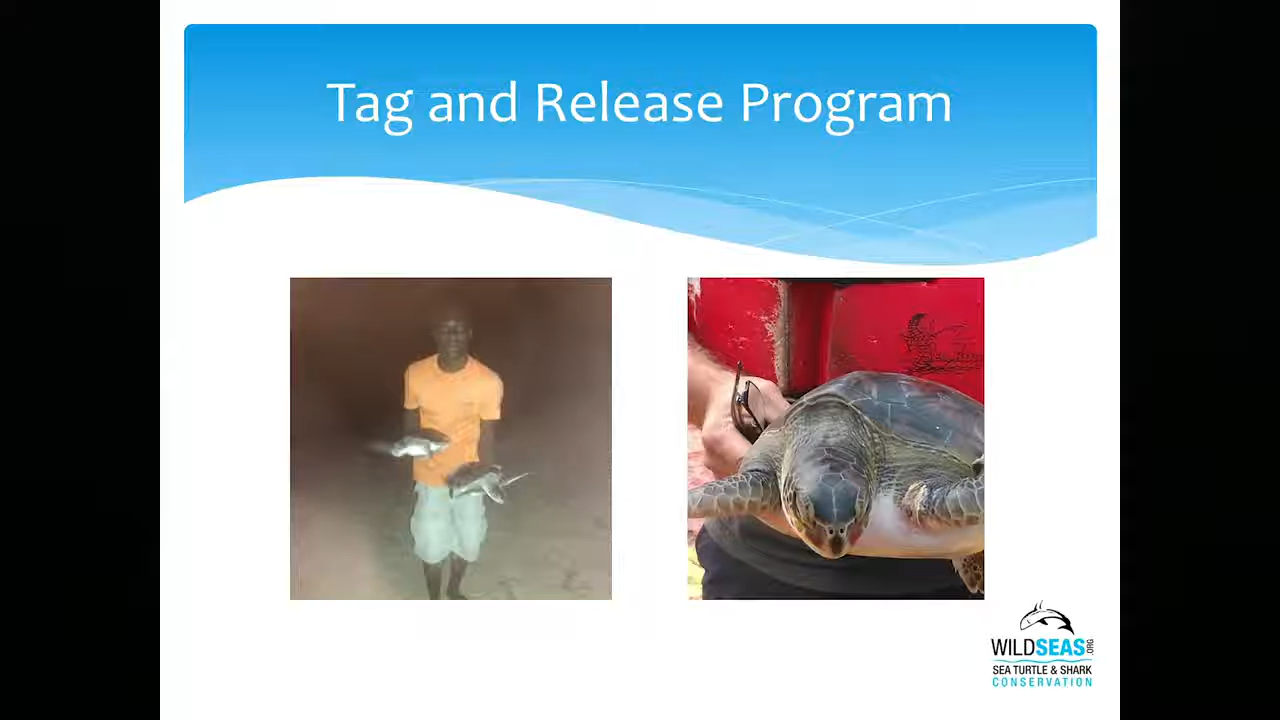 Tag and Release Program
WILDSEAS.ORG
SEA TURTLE & SHARK
CONSERVATION